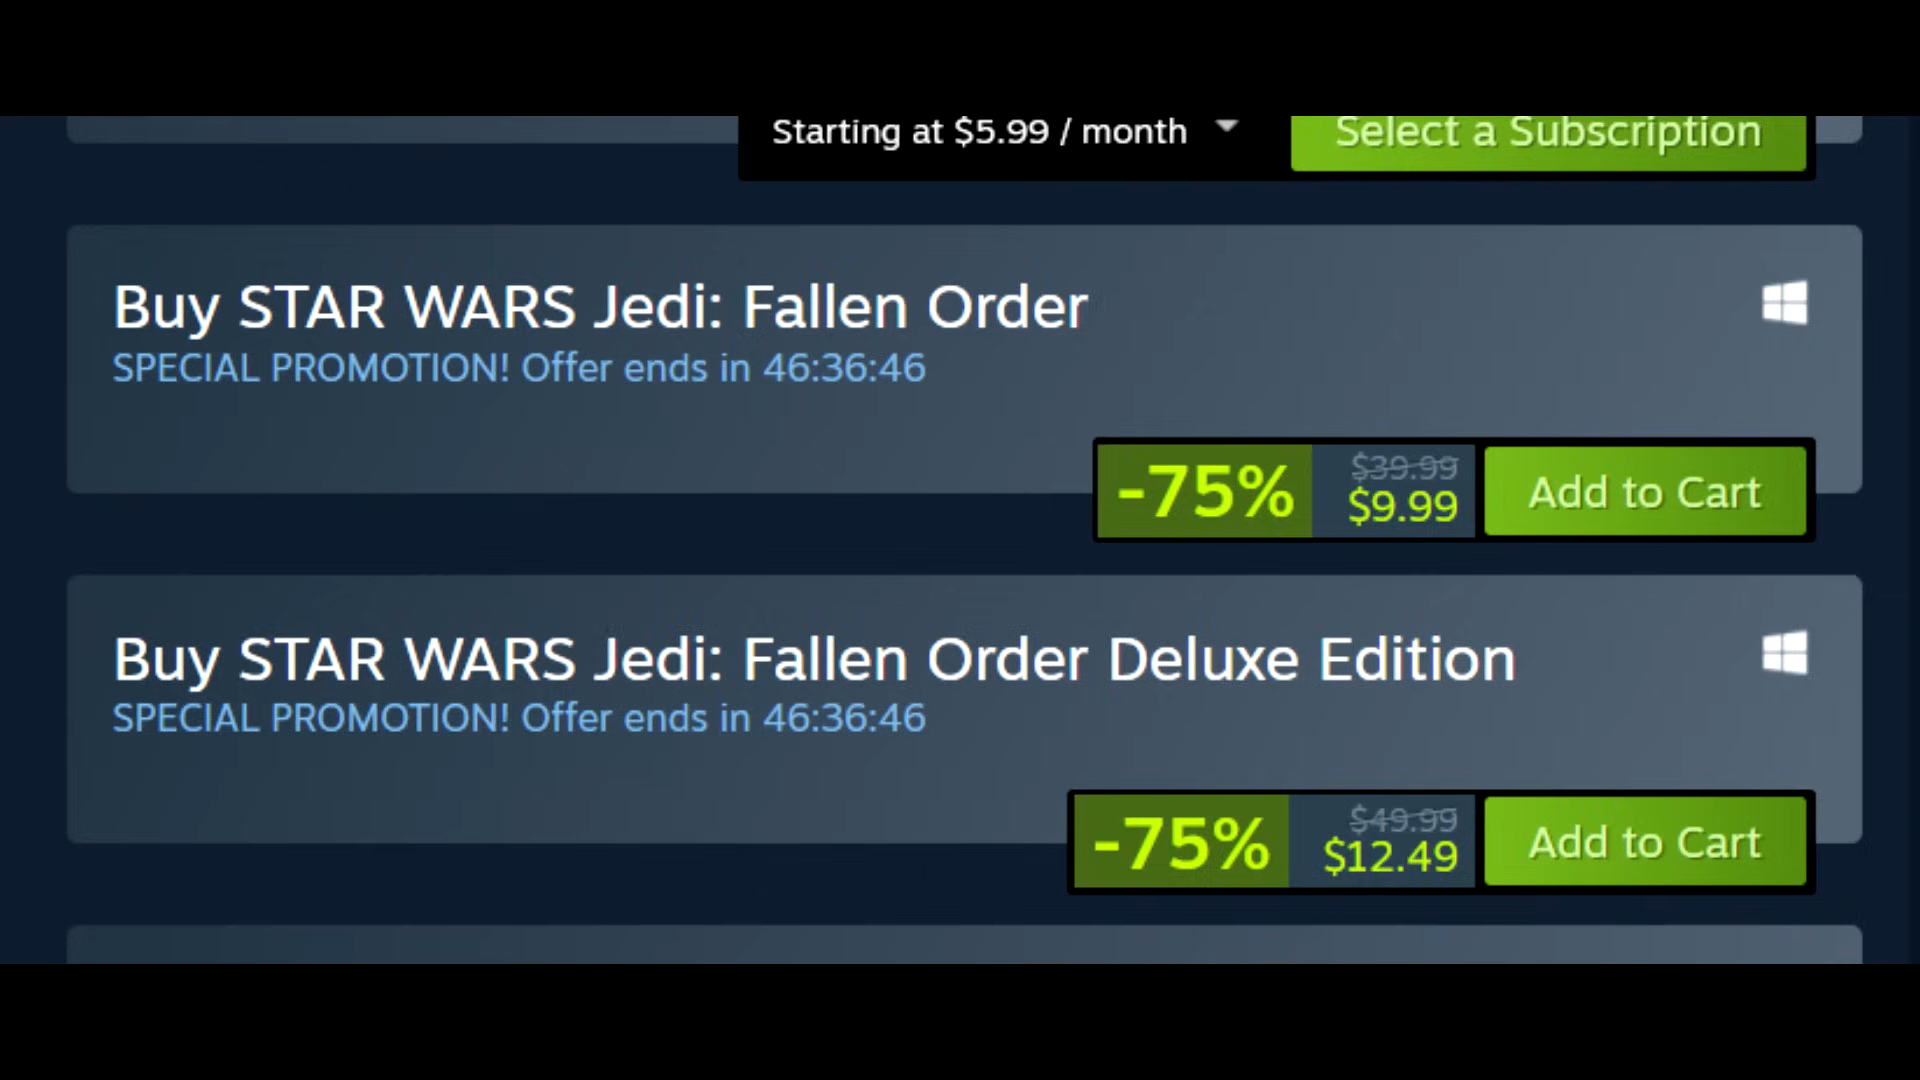 Starting at $5.99 / month
Select a Subscription
Buy STAR WARS Jedi: Fallen Order
SPECIAL PROMOTION! Offer ends in 46:36:46
-75%
$39.99
$9.99
Add to Cart
Buy STAR WARS Jedi: Fallen Order Deluxe Edition
SPECIAL PROMOTION! Offer ends in 46:36:46
-75%
$49.99
$12.49
Add to Cart